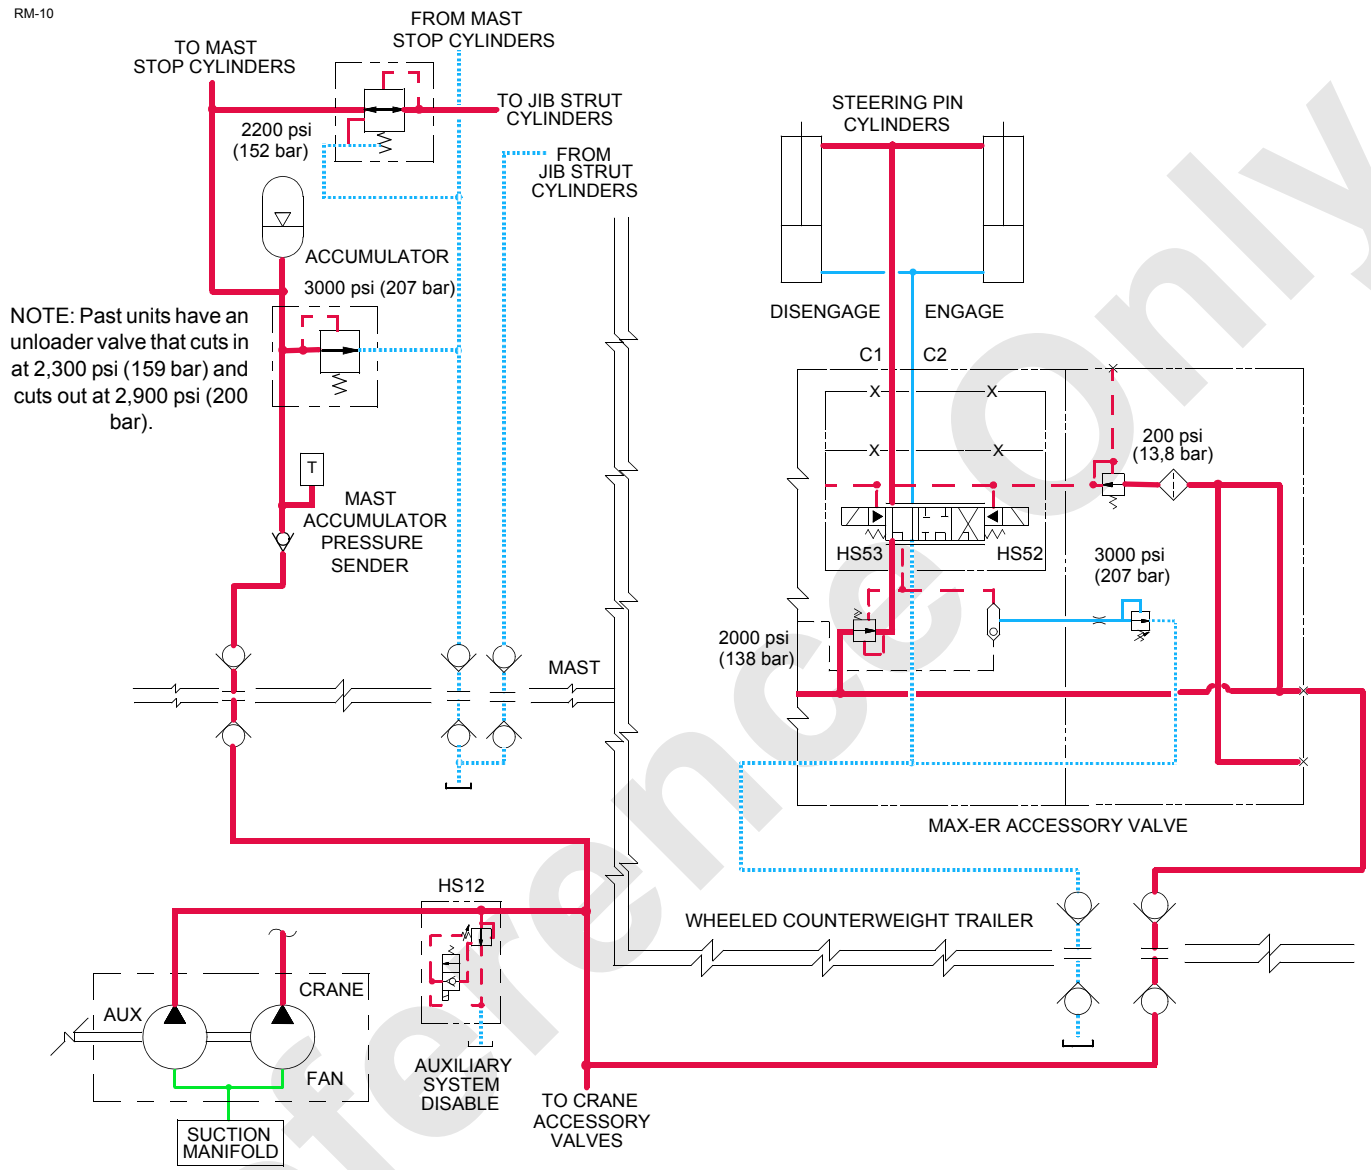 RM-10
FROM MAST
STOP CYLINDERS
TO MAST
STOP CYLINDERS
TO JIB STRUT
CYLINDERS
2200 psi
(152 bar)
FROM
JIB STRUT
CYLINDERS
STEERING PIN
CYLINDERS
ACCUMULATOR
3000 psi (207 bar)
NOTE: Past units have an
unloader valve that cuts in
at 2,300 psi (159 bar) and
cuts out at 2,900 psi (200
bar).
DISENGAGE
ENGAGE
C1
C2
X
X
X
X
200 psi
(13,8 bar)
T
MAST
ACCUMULATOR
PRESSURE
SENDER
HS53
HS52
3000 psi
(207 bar)
2000 psi
(138 bar)
MAST
MAX-ER ACCESSORY VALVE
HS12
WHEELED COUNTERWEIGHT TRAILER
CRANE
AUX
FAN
AUXILIARY
SYSTEM
DISABLE
SUCTION
MANIFOLD
TO CRANE
ACCESSORY
VALVES
ference Only